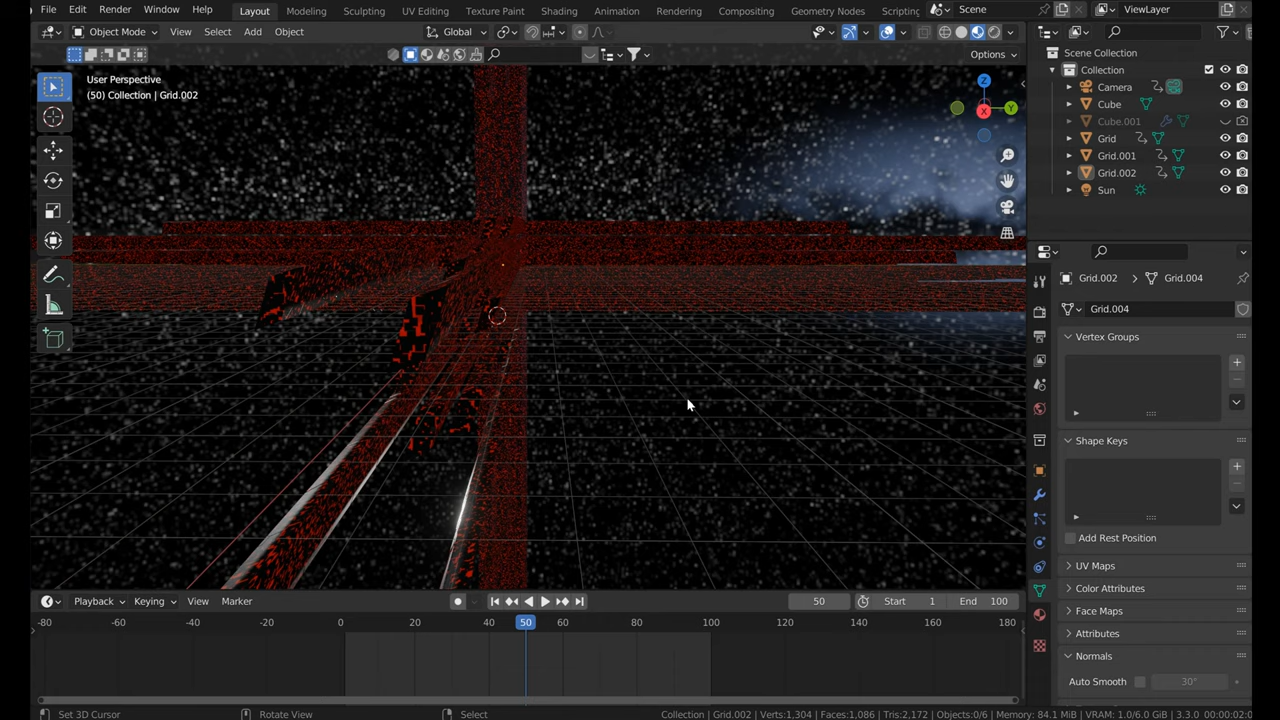 File Edit Render Window Help Layout Modeling Sculpting UV Editing Texture Paint Shading Animation Rendering Compositing Geometry Nodes Scripting Scene ViewLayer
Object Mode View Select Add Object Global
Options
User Perspective
(50) Collection | Grid.002
Z
Y
X
Scene Collection
Collection
Camera
Cube
Cube.001
Grid
Grid.001
Grid.002
Sun
Grid.002 Grid.004
Grid.004
Vertex Groups
Shape Keys
Add Rest Position
UV Maps
Color Attributes
Face Maps
Attributes
Normals
Auto Smooth 30°
Playback Keying View Marker 50 Start 1 End 100
-80 -60 -40 -20 0 20 40 50 60 80 100 120 140 160 180
Set 3D Cursor Rotate View Select Collection | Grid.002 | Verts:1,304 | Faces:1,086 | Tris:2,172 | Objects:0/6 | Memory: 84.1 MiB | VRAM: 1.0/6.0 GiB | 3.3.0 00:00:02:0